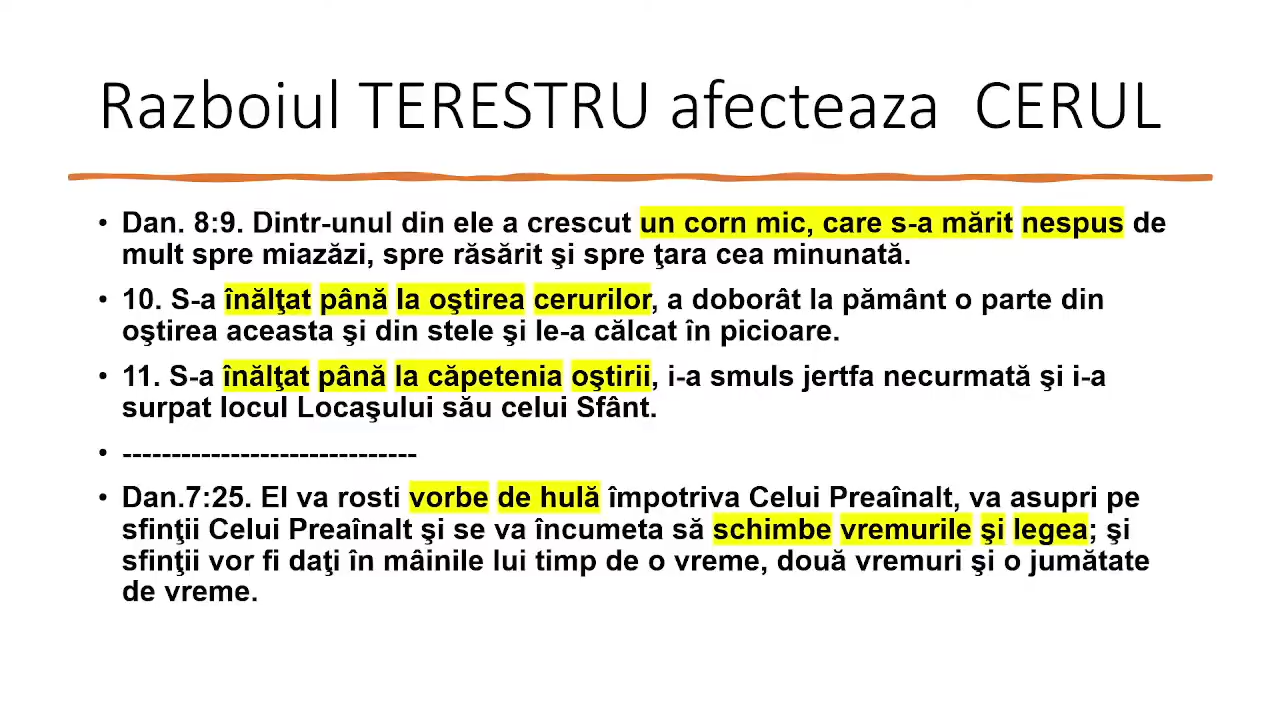 Razboiul TERESTRU afecteaza  CERUL
• Dan. 8:9. Dintr-unul din ele a crescut un corn mic, care s-a mărit nespus de
mult spre miazăzi, spre răsărit şi spre ţara cea minunată.
• 10. S-a înălţat până la oştirea cerurilor, a doborât la pământ o parte din
oştirea aceasta şi din stele şi le-a călcat în picioare.
• 11. S-a înălţat până la căpetenia oştirii, i-a smuls jertfa necurmată şi i-a
surpat locul Locaşului său celui Sfânt.
• ------------------------------
• Dan.7:25. El va rosti vorbe de hulă împotriva Celui Preaînalt, va asupri pe
sfinţii Celui Preaînalt şi se va încumeta să schimbe vremurile şi legea; şi
sfinţii vor fi daţi în mâinile lui timp de o vreme, două vremuri şi o jumătate
de vreme.